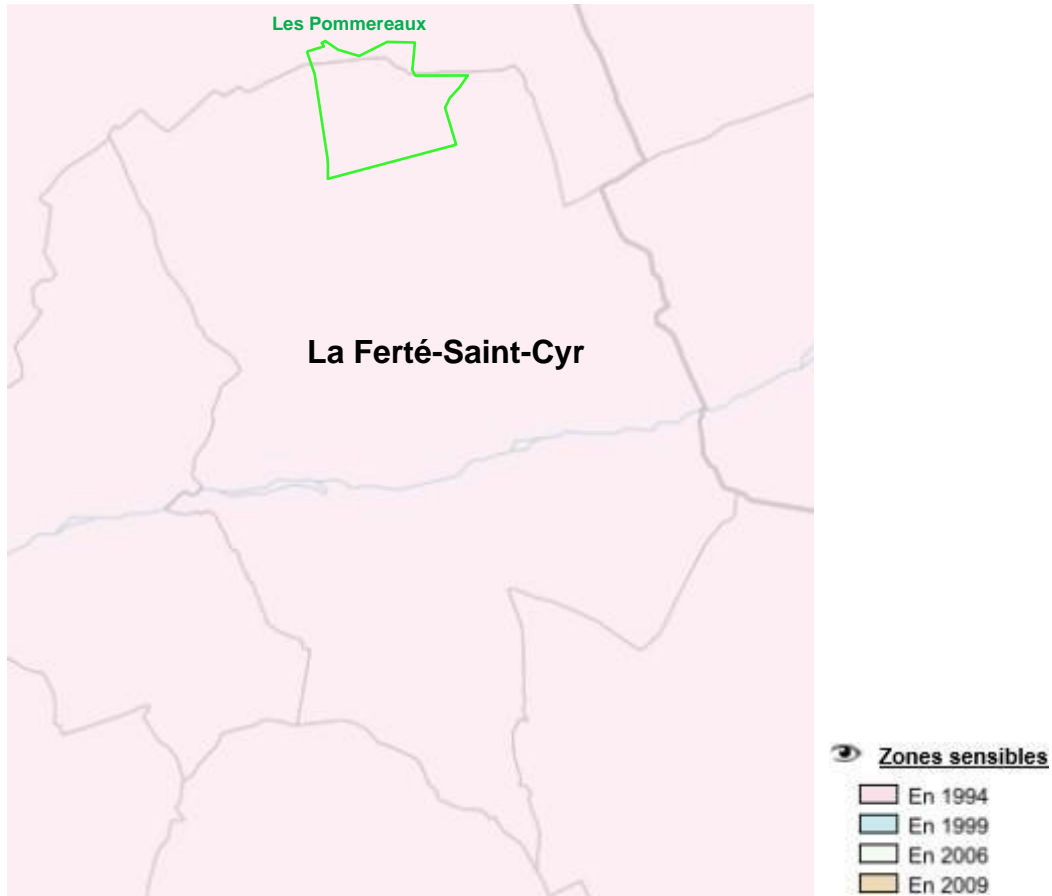 Les Pommereaux
La Ferté-Saint-Cyr
Zones sensibles
En 1994
En 1999
En 2006
En 2009